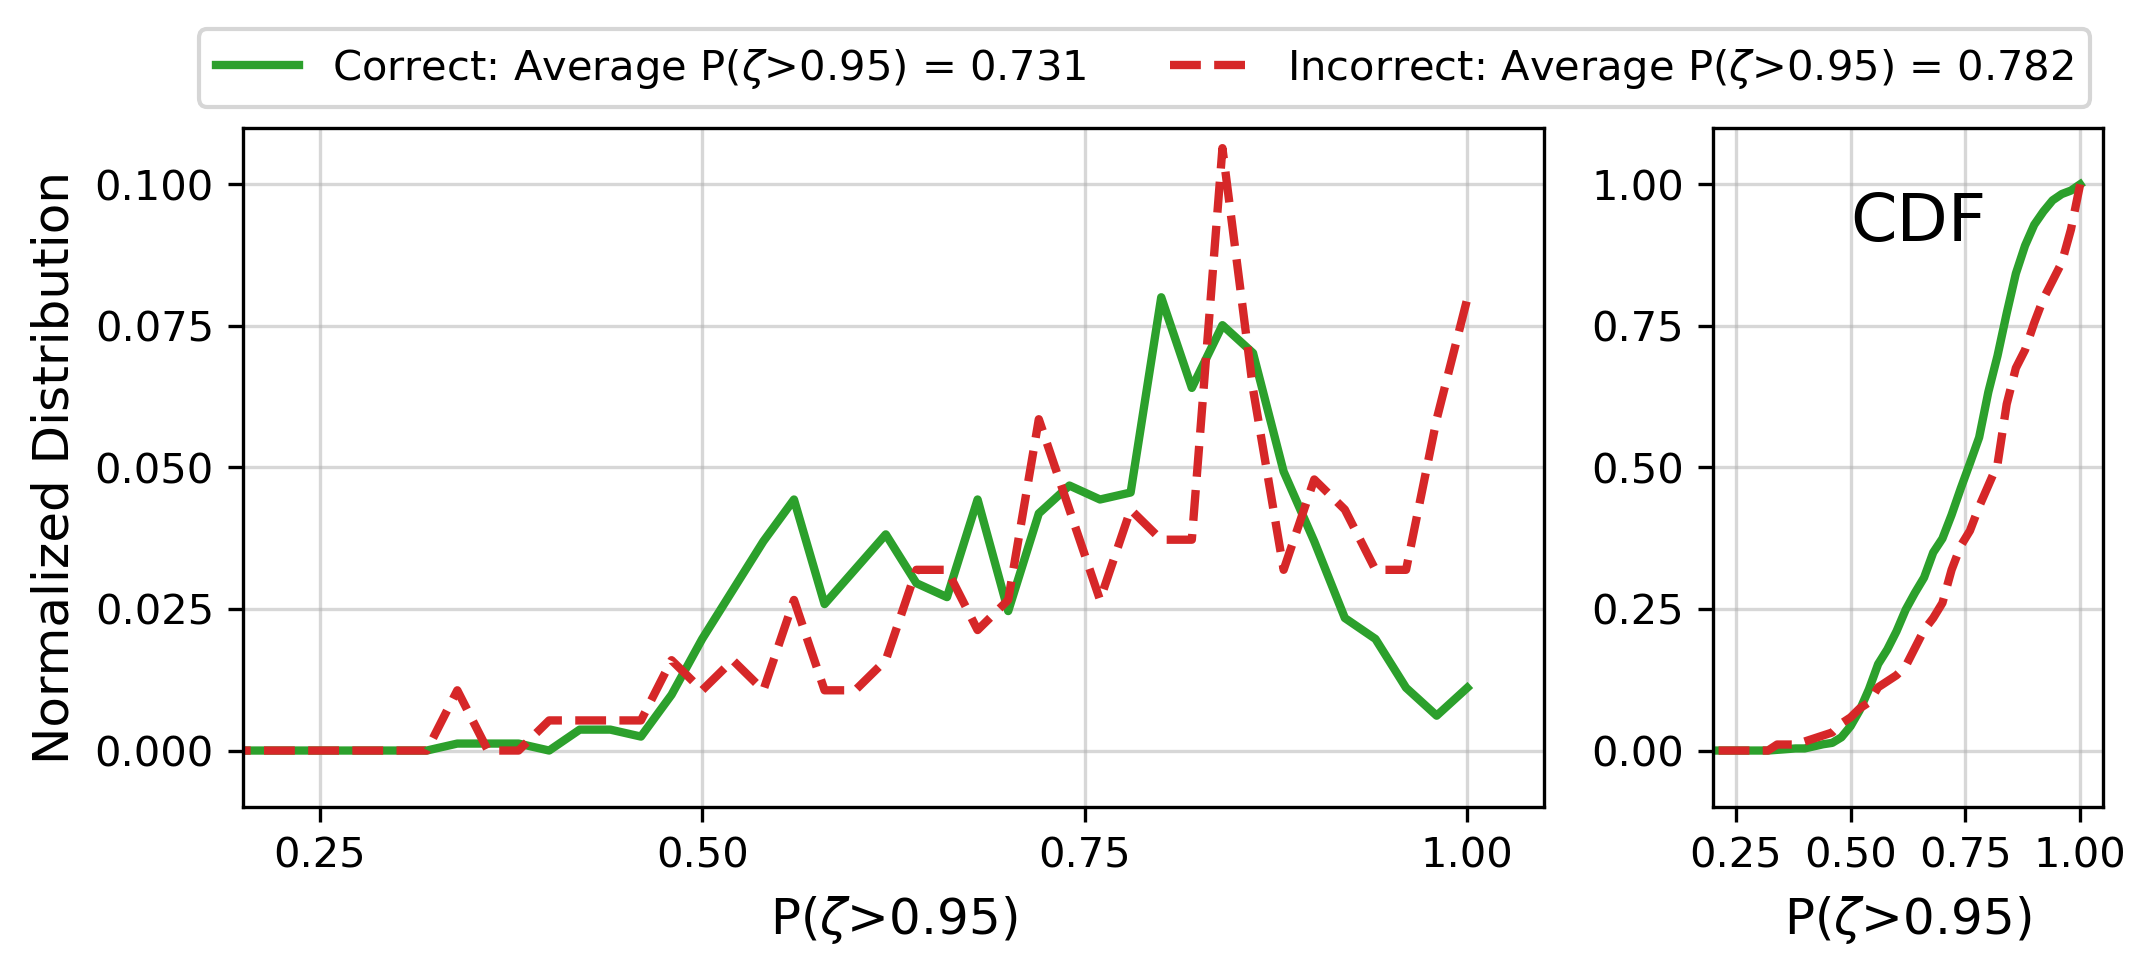 Correct: Average P(ζ>0.95) = 0.731
Incorrect: Average P(ζ>0.95) = 0.782
Normalized Distribution
0.100
0.075
0.050
0.025
0.000
0.25 0.50 0.75 1.00
P(ζ>0.95)
CDF
1.00
0.75
0.50
0.25
0.00
0.25 0.50 0.75 1.00
P(ζ>0.95)